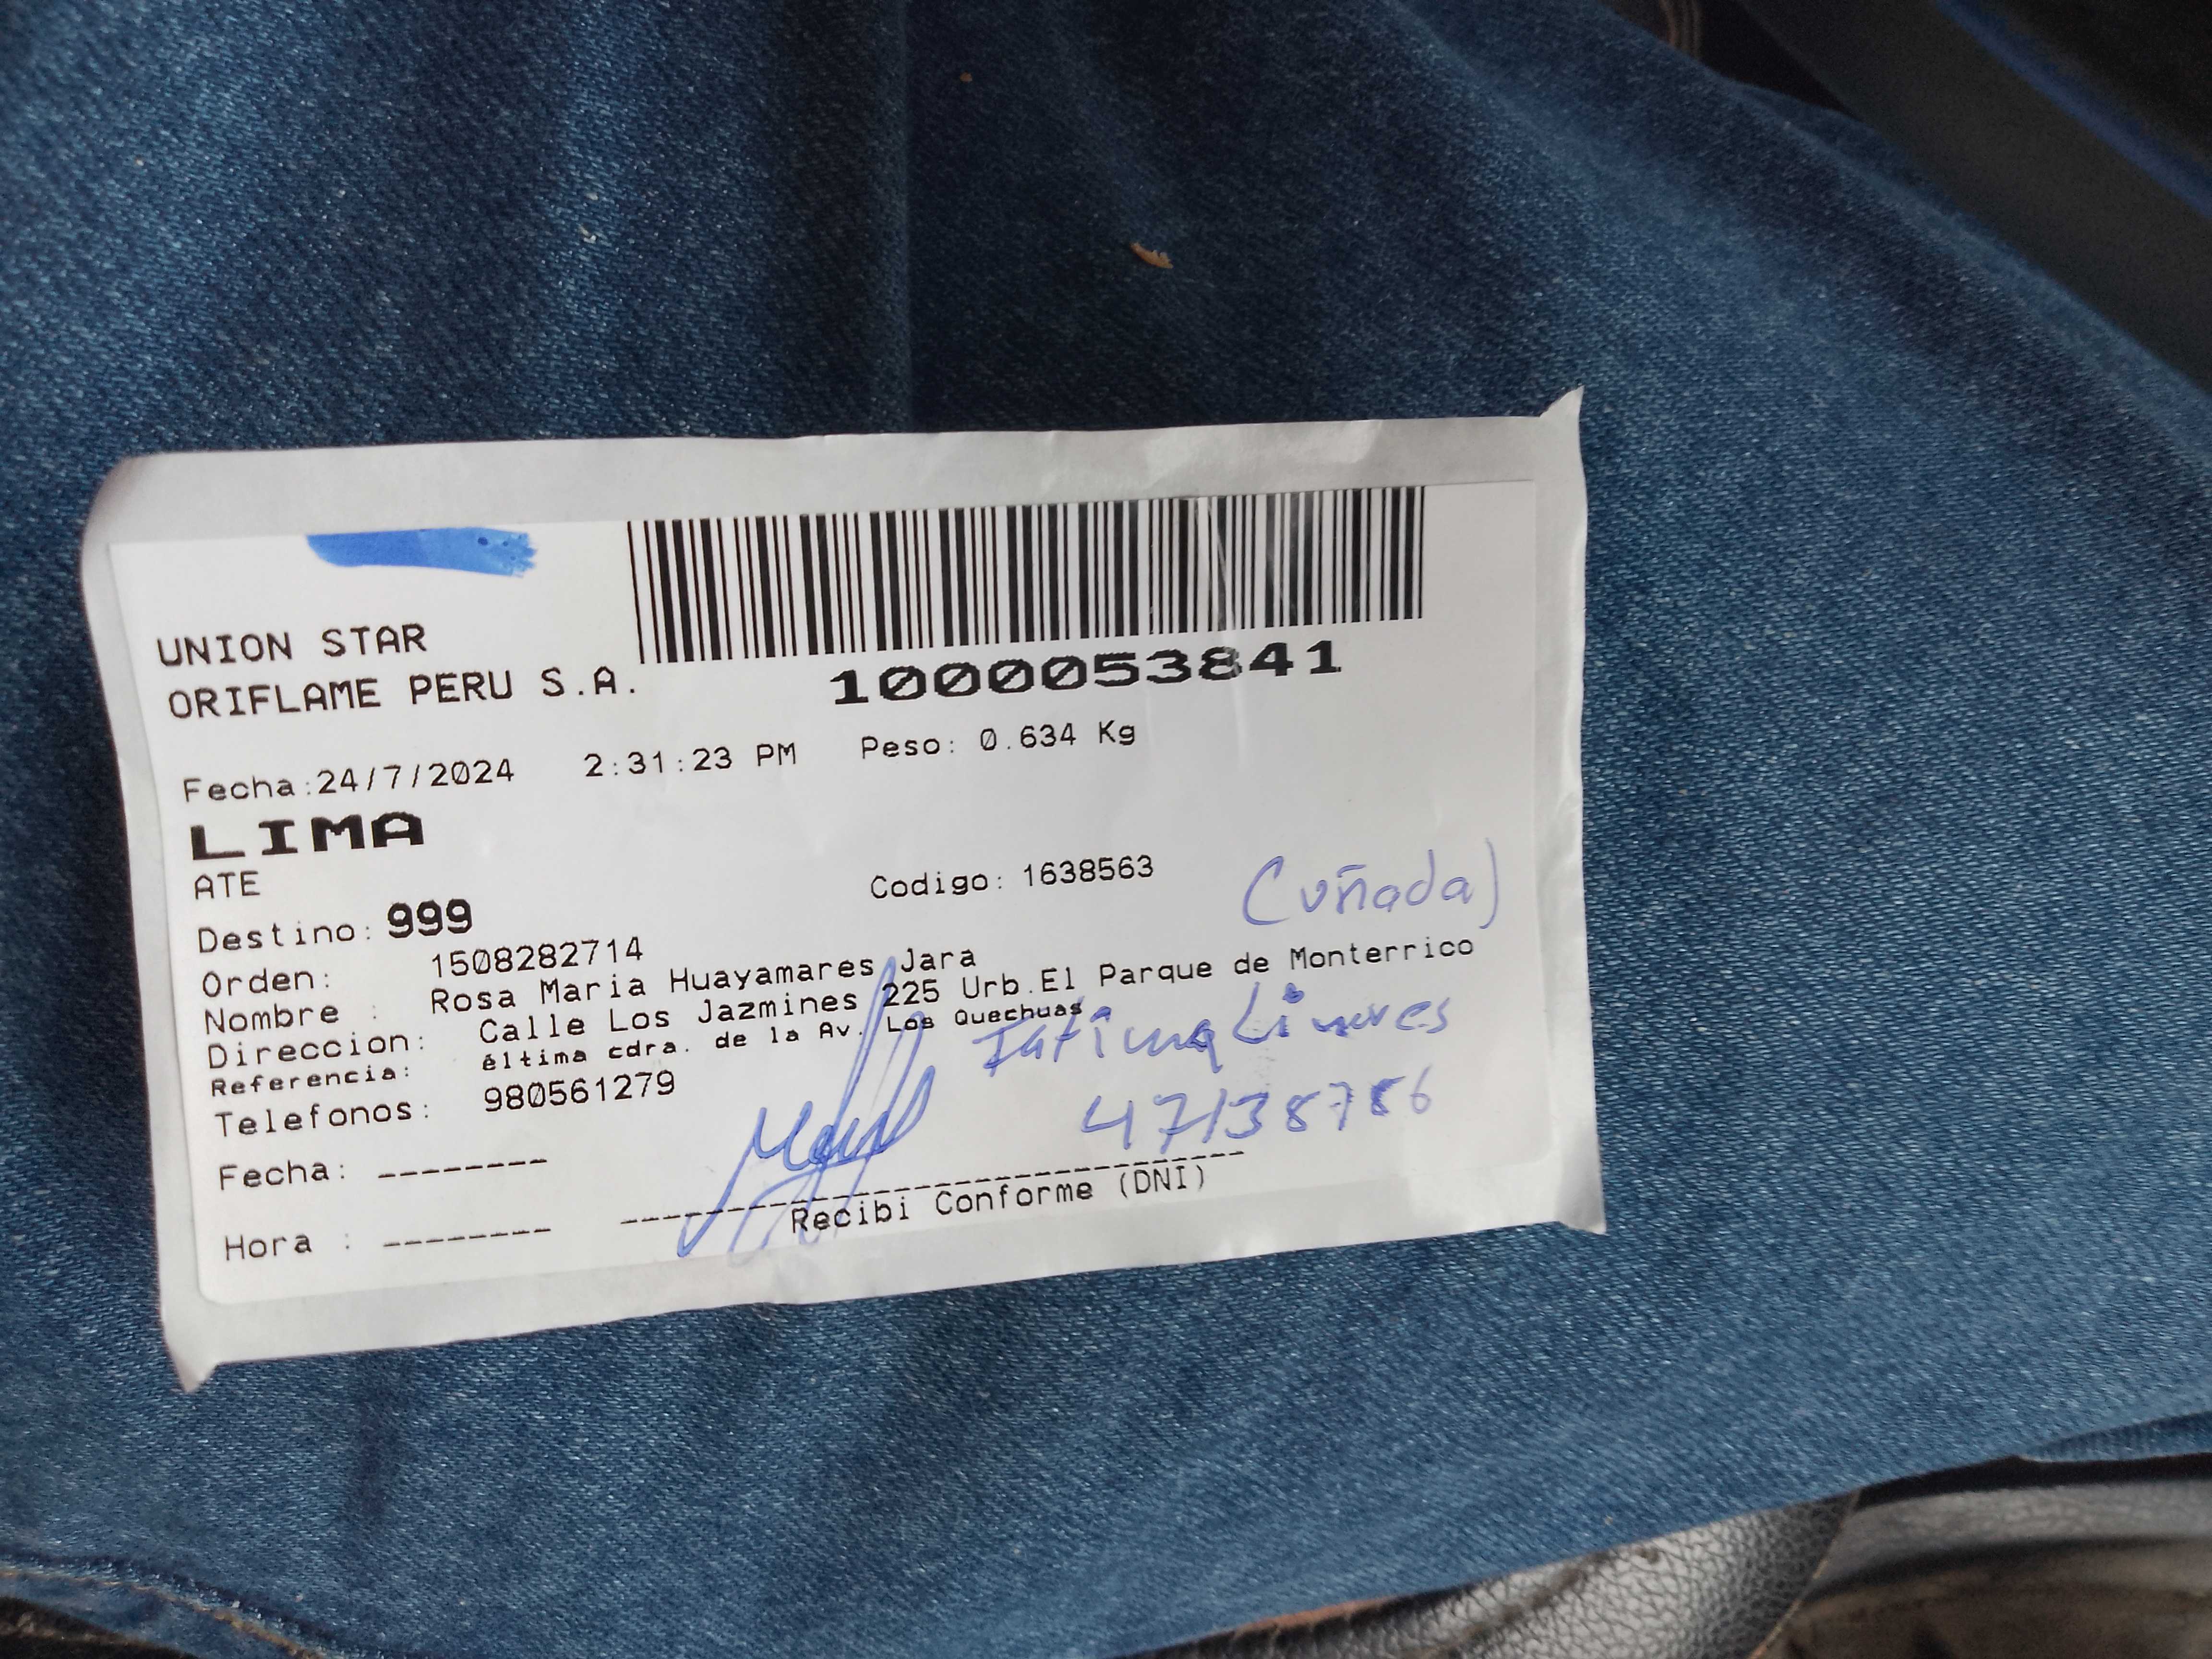 UNION STAR
ORIFLAME PERU S.A.
1000053841
Fecha:24/7/2024 2:31:23 PM Peso: 0.634 Kg
LIMA
ATE
Codigo: 1638563
(Cuñada)
Destino: 999
Orden: 1508282714
Nombre : Rosa Maria Huayamares Jara
Direccion: Calle Los Jazmines 225 Urb.El Parque de Monterrico
Referencia: éltima cdra. de la Av. Los Quechuas
Linares
Telefonos: 980561279
47138786
Fecha: --------
Recibi Conforme (DNI)
Hora : --------